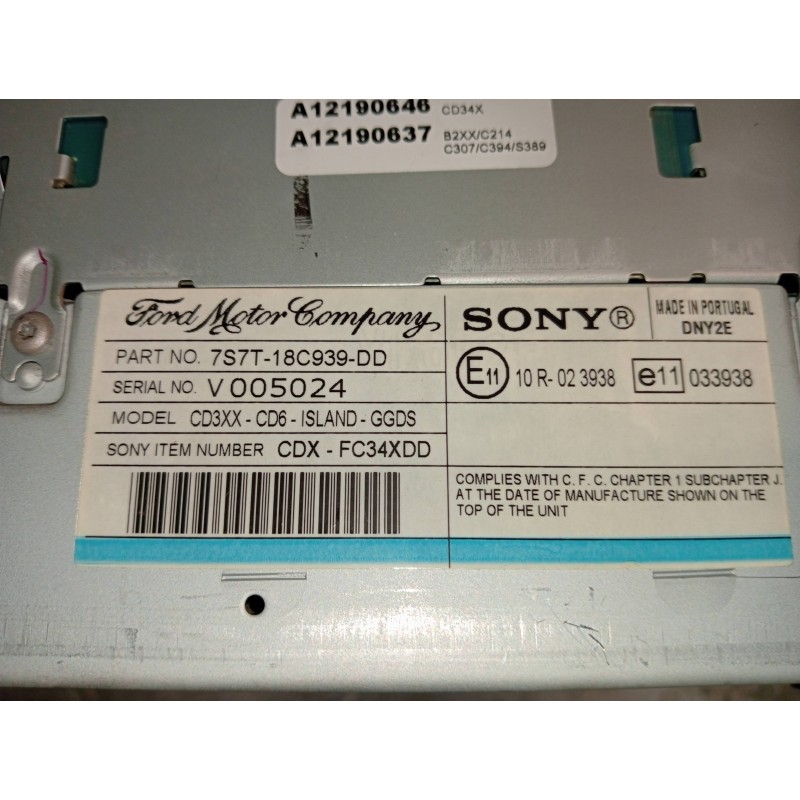 A12190646 CD34X
A12190637 B2XX/C214
C307/C394/S389
Ford Motor Company
PART NO. 7S7T-18C939-DD
SERIAL NO. V005024
MODEL CD3XX - CD6 - ISLAND - GGDS
SONY ITEM NUMBER CDX - FC34XDD
SONY®
MADE IN PORTUGAL
DNY2E
E11 10 R- 02 3938 e11 033938
COMPLIES WITH C. F. C. CHAPTER 1 SUBCHAPTER J.
AT THE DATE OF MANUFACTURE SHOWN ON THE
TOP OF THE UNIT